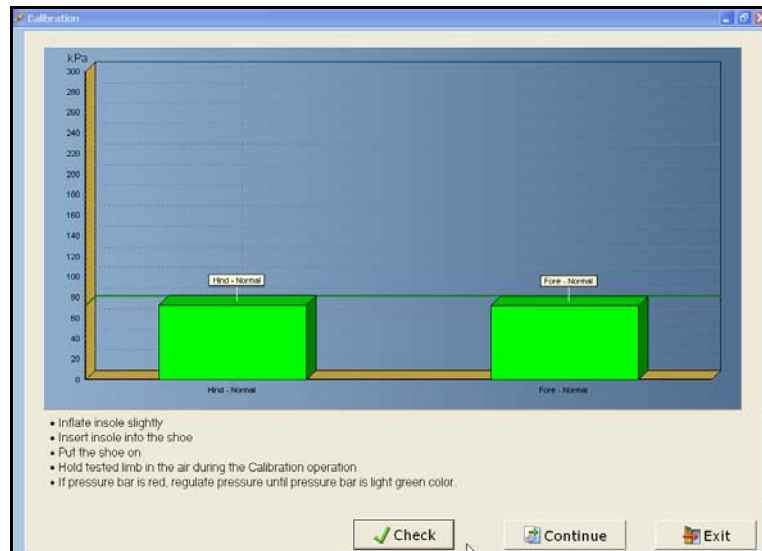 Calibration
kPa
300
280
260
240
220
200
180
160
140
120
100
80
60
40
20
0
Hind - Normal
Fore - Normal
Hind - Normal
Fore - Normal
• Inflate insole slightly
• Insert insole into the shoe
• Put the shoe on
• Hold tested limb in the air during the Calibration operation
• If pressure bar is red, regulate pressure until pressure bar is light green color.
Check
Continue
Exit